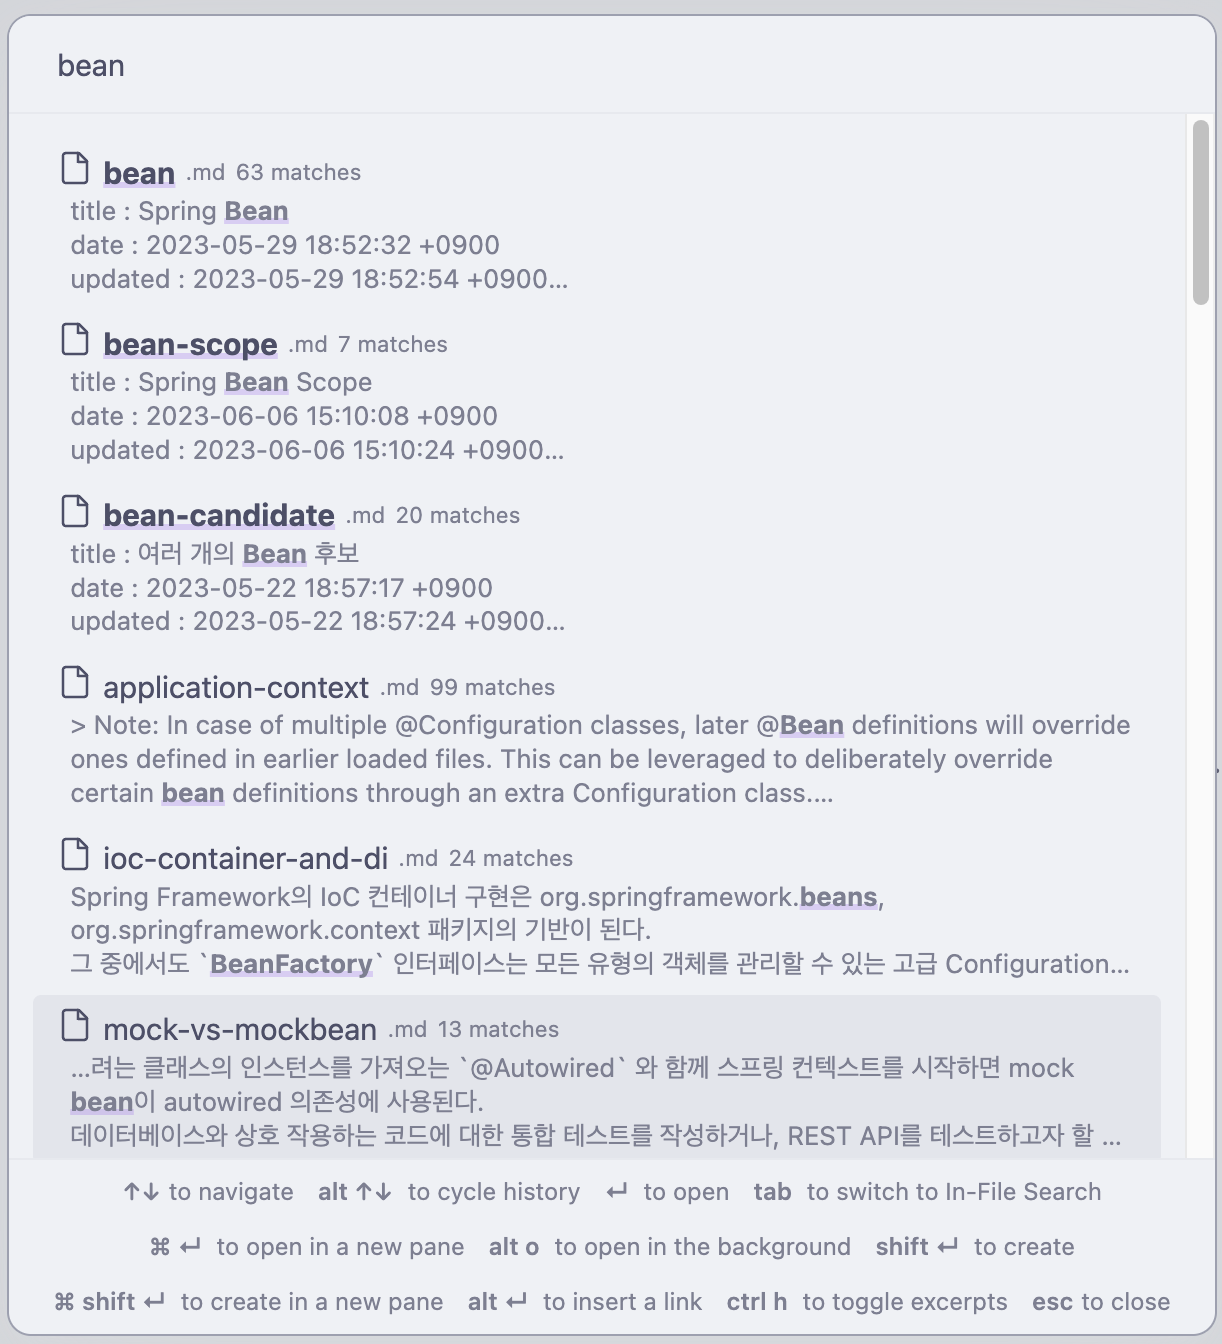 bean
bean .md 63 matches
title : Spring Bean
date : 2023-05-29 18:52:32 +0900
updated : 2023-05-29 18:52:54 +0900...
bean-scope .md 7 matches
title : Spring Bean Scope
date : 2023-06-06 15:10:08 +0900
updated : 2023-06-06 15:10:24 +0900...
bean-candidate .md 20 matches
title : 여러 개의 Bean 후보
date : 2023-05-22 18:57:17 +0900
updated : 2023-05-22 18:57:24 +0900...
application-context .md 99 matches
> Note: In case of multiple @Configuration classes, later @Bean definitions will override
ones defined in earlier loaded files. This can be leveraged to deliberately override
certain bean definitions through an extra Configuration class....
ioc-container-and-di .md 24 matches
Spring Framework의 IoC 컨테이너 구현은 org.springframework.beans,
org.springframework.context 패키지의 기반이 된다.
그 중에서도 `BeanFactory` 인터페이스는 모든 유형의 객체를 관리할 수 있는 고급 Configuration...
mock-vs-mockbean .md 13 matches
...려는 클래스의 인스턴스를 가져오는 `@Autowired` 와 함께 스프링 컨텍스트를 시작하면 mock
bean이 autowired 의존성에 사용된다.
데이터베이스와 상호 작용하는 코드에 대한 통합 테스트를 작성하거나, REST API를 테스트하고자 할 ...
↑↓ to navigate alt ↑↓ to cycle history ↵ to open tab to switch to In-File Search
⌘ ↵ to open in a new pane alt o to open in the background shift ↵ to create
⌘ shift ↵ to create in a new pane alt ↵ to insert a link ctrl h to toggle excerpts esc to close